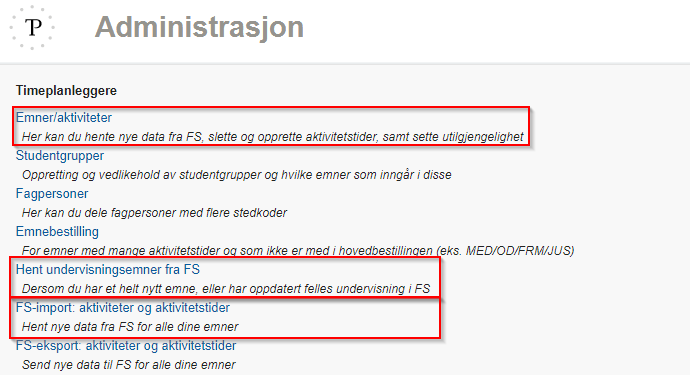 P
Administrasjon
Timeplanleggere
Emner/aktiviteter
Her kan du hente nye data fra FS, slette og opprette aktivitetstider, samt sette utilgjengelighet
Studentgrupper
Oppretting og vedlikehold av studentgrupper og hvilke emner som inngår i disse
Fagpersoner
Her kan du dele fagpersoner med flere stedkoder
Emnebestilling
For emner med mange aktivitetstider og som ikke er med i hovedbestillingen (eks. MED/OD/FRM/JUS)
Hent undervisningsemner fra FS
Dersom du har et helt nytt emne, eller har oppdatert felles undervisning i FS
FS-import: aktiviteter og aktivitetstider
Hent nye data fra FS for alle dine emner
FS-eksport: aktiviteter og aktivitetstider
Send nye data til FS for alle dine emner